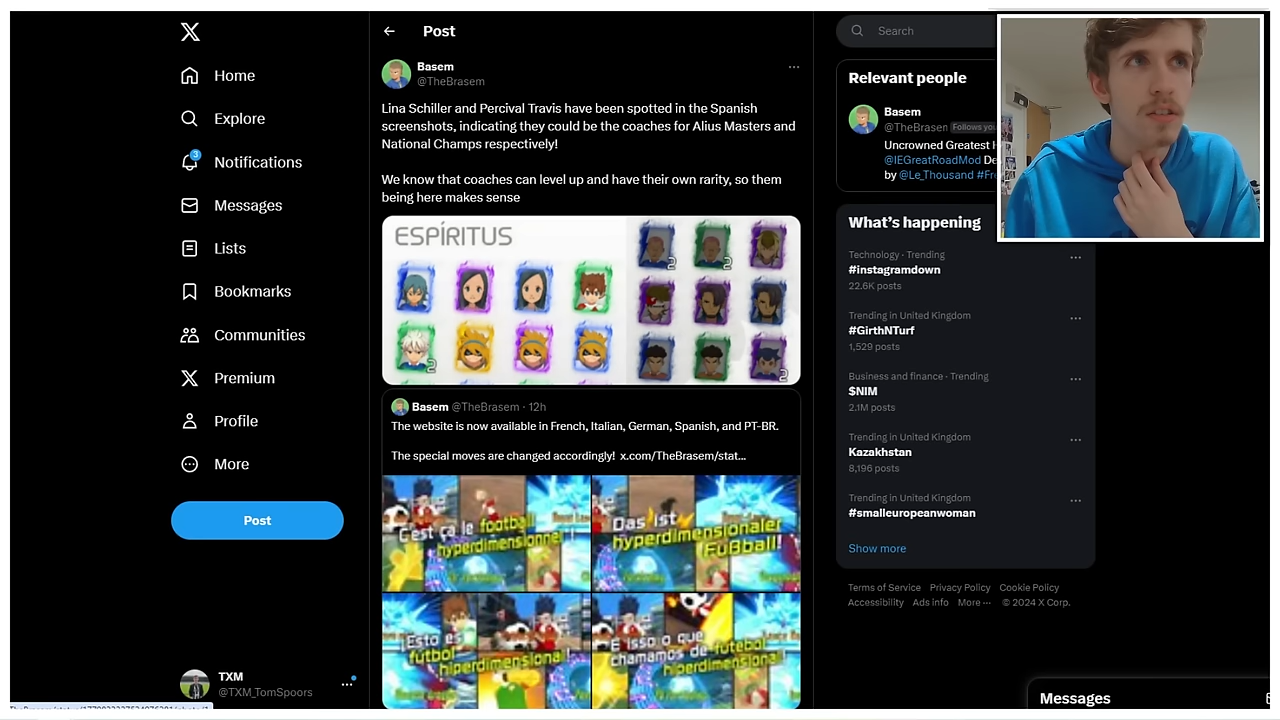 Home
Explore
3
Notifications
Messages
Lists
Bookmarks
Communities
Premium
Profile
More
Post
TXM
@TXM_TomSpoors
Post
Basem
@TheBrasem
Lina Schiller and Percival Travis have been spotted in the Spanish
screenshots, indicating they could be the coaches for Alius Masters and
National Champs respectively!
We know that coaches can level up and have their own rarity, so them
being here makes sense
ESPÍRITUS
2
2
2
2
Basem @TheBrasem · 12h
The website is now available in French, Italian, German, Spanish, and PT-BR.
The special moves are changed accordingly! x.com/TheBrasem/stat...
C'est ça le football
hyperdimensionnel !
Das ist
hyperdimensionaler
Fußball!
¡Esto es
fútbol
hiperdimensional!
É isso o que
chamamos de futebol
hiperdimensional!
Search
Relevant people
Basem
@TheBrasem Follows you
Uncrowned Greatest
@IEGreatRoadMod
by @Le_Thousand
What's happening
Technology · Trending
#instagramdown
22.6K posts
Trending in United Kingdom
#GirthNTurf
1,529 posts
Business and finance · Trending
$NIM
2.1M posts
Trending in United Kingdom
Kazakhstan
8,196 posts
Trending in United Kingdom
#smalleuropeanwoman
Show more
Terms of Service Privacy Policy Cookie Policy
Accessibility Ads info More ··· © 2024 X Corp.
Messages